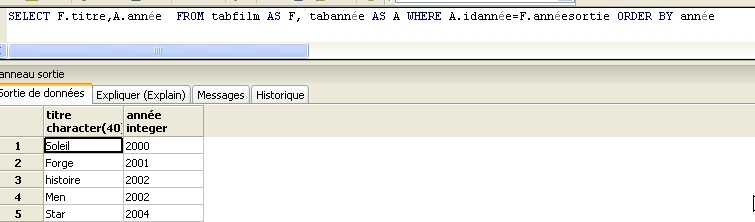 SELECT F.titre,A.année  FROM tabfilm AS F, tabannée AS A WHERE A.idannée=F.annéesortie ORDER BY année
anneau sortie
Sortie de données Expliquer (Explain) Messages Historique
titre année
character(40) integer
1 Soleil 2000
2 Forge 2001
3 histoire 2002
4 Men 2002
5 Star 2004